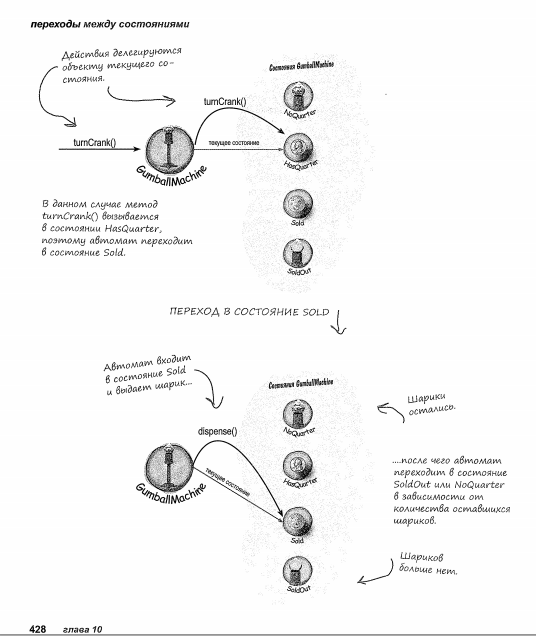 переходы между состояниями
Действия делегируются
объекту текущего со-
стояния.
Состояния GumballMachine
NoQuarter
turnCrank()
turnCrank()
текущее состояние
HasQuarter
GumballMachine
В данном случае метод
turnCrank() вызывается
в состоянии HasQuarter,
поэтому автомат переходит
в состояние Sold.
Sold
SoldOut
ПЕРЕХОД В СОСТОЯНИЕ SOLD
Автомат входит
в состояние Sold
и выдает шарик...
Состояния GumballMachine
Шарики
остались.
NoQuarter
dispense()
текущее состояние
HasQuarter
GumballMachine
....после чего автомат
переходит в состояние
SoldOut или NoQuarter
в зависимости от
количества оставшихся
шариков.
Sold
Шариков
больше нет.
SoldOut
428 глава 10